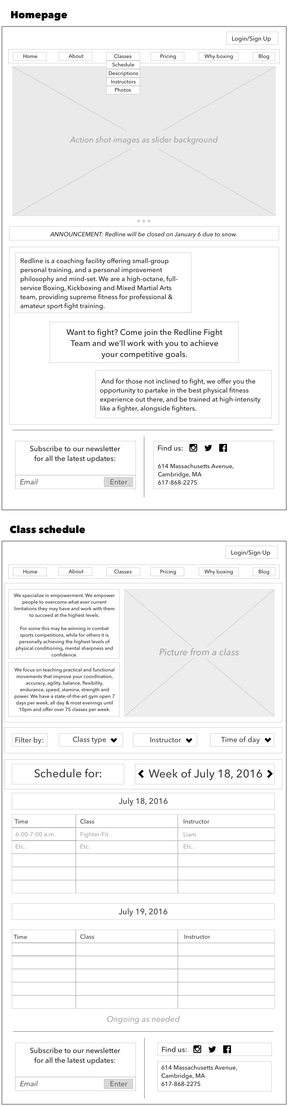 Homepage
Login/Sign Up
Home About Classes Pricing Why boxing Blog
Schedule
Descriptions
Instructors
Photos
Action shot images as slider background
ANNOUNCEMENT: Redline will be closed on January 6 due to snow.
Redline is a coaching facility offering small-group
personal training, and a personal improvement
philosophy and mind-set. We are a high-octane, full-
service Boxing, Kickboxing and Mixed Martial Arts
team, providing supreme fitness for professional &
amateur sport fight training.
Want to fight? Come join the Redline Fight
Team and we'll work with you to achieve
your competitive goals.
And for those not inclined to fight, we offer you the
opportunity to partake in the best physical fitness
experience out there, and be trained at high-intensity
like a fighter, alongside fighters.
Subscribe to our newsletter
for all the latest updates:
Email Enter
Find us:
614 Massachusetts Avenue,
Cambridge, MA
617-868-2275
Class schedule
Login/Sign Up
Home About Classes Pricing Why boxing Blog
We specialize in empowerment. We empower
people to overcome what ever current
limitations they may have and work with them
to succeed at the highest levels.
For some this may be winning in combat
sports competitions, while for others it is
personally achieving the highest levels of
physical conditioning, mental sharpness and
confidence.
We focus on teaching practical and functional
movements that improve your coordination,
accuracy, agility, balance, flexibility,
endurance, speed, stamina, strength and
power. We have a state-of-the-art gym open 7
days per week, all day & most evenings until
10pm and offer over 75 classes per week.
Picture from a class
Filter by: Class type Instructor Time of day
Schedule for: Week of July 18, 2016
July 18, 2016
Time Class Instructor
6:00-7:00 a.m. Fighter-Fit Liam
Etc. Etc. Etc.
July 19, 2016
Time Class Instructor
Ongoing as needed
Subscribe to our newsletter
for all the latest updates:
Email Enter
Find us:
614 Massachusetts Avenue,
Cambridge, MA
617-868-2275